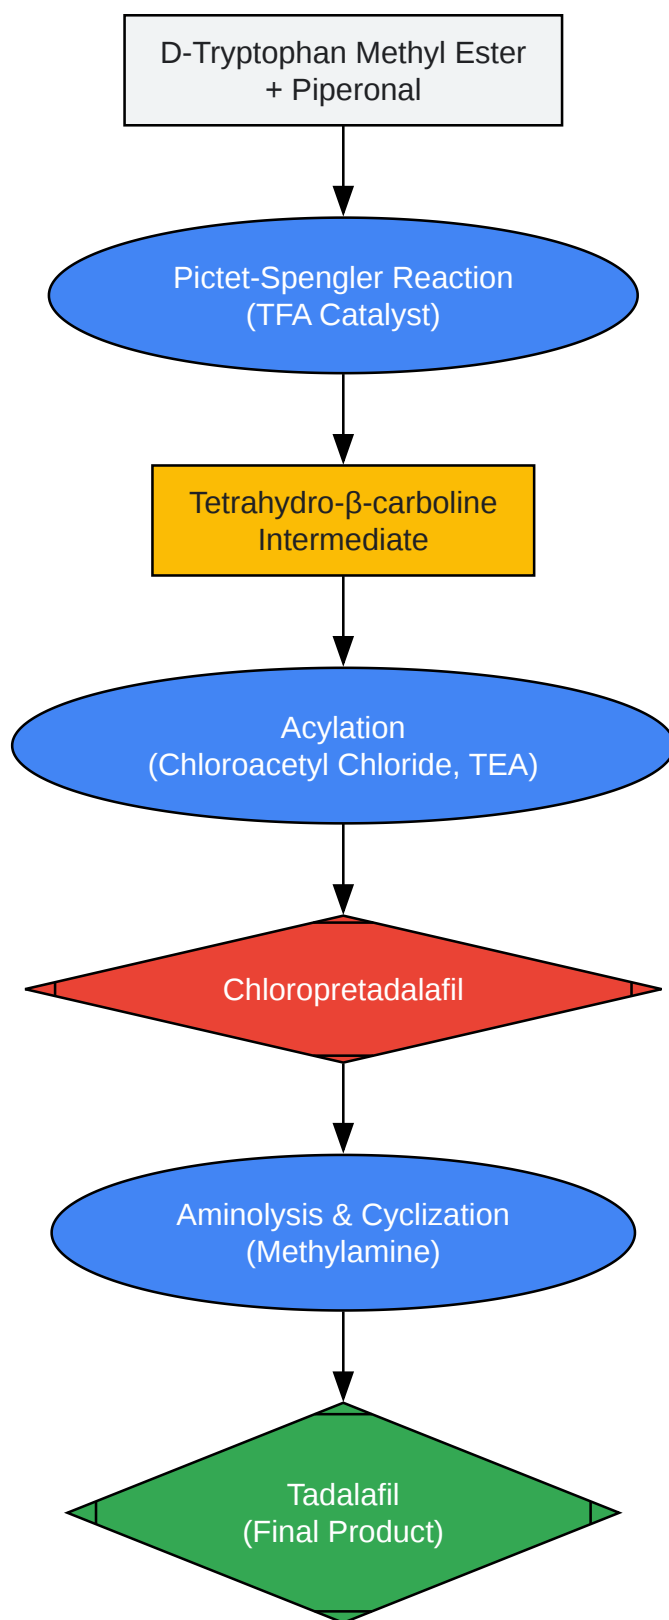 D-Tryptophan Methyl Ester
+ Piperonal
Pictet-Spengler Reaction
(TFA Catalyst)
Tetrahydro-β-carboline
Intermediate
Acylation
(Chloroacetyl Chloride, TEA)
Chloropretadalafil
Aminolysis & Cyclization
(Methylamine)
Tadalafil
(Final Product)